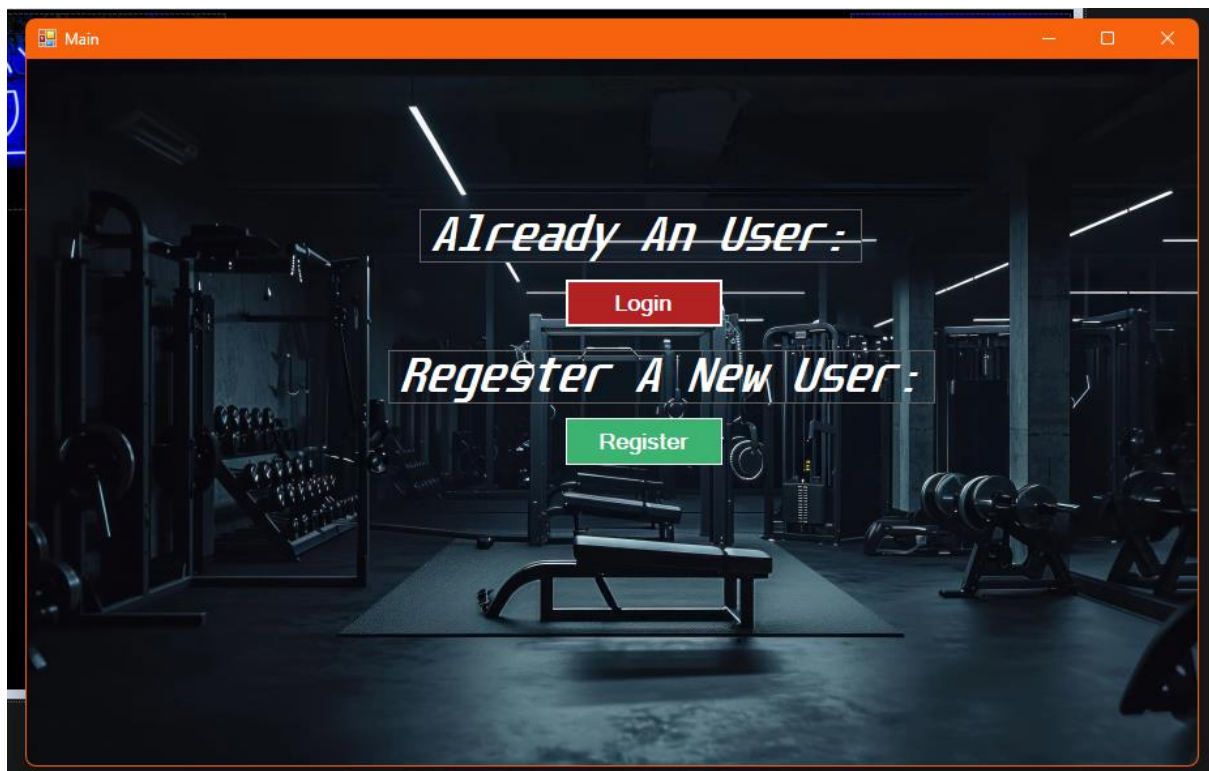 Main
Already An User:
Login
Regester A New User:
Register